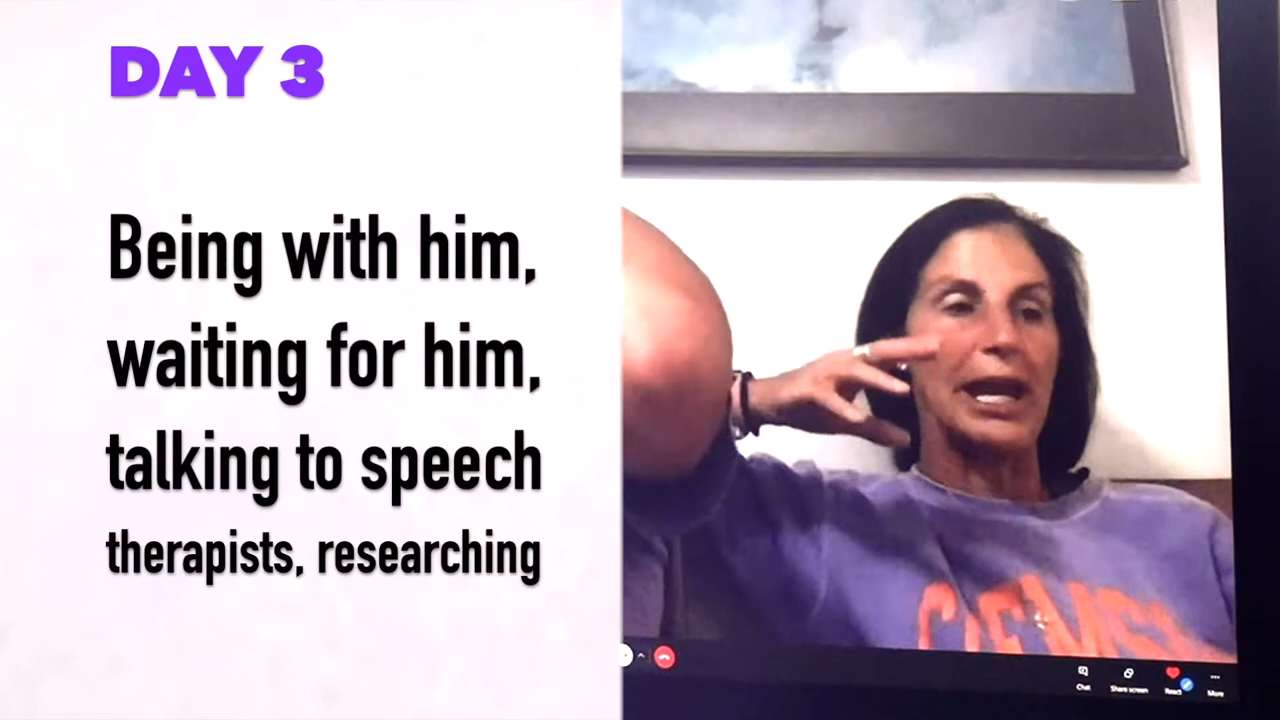 DAY 3
Being with him,
waiting for him,
talking to speech
therapists, researching
Chat
Share screen
React
More